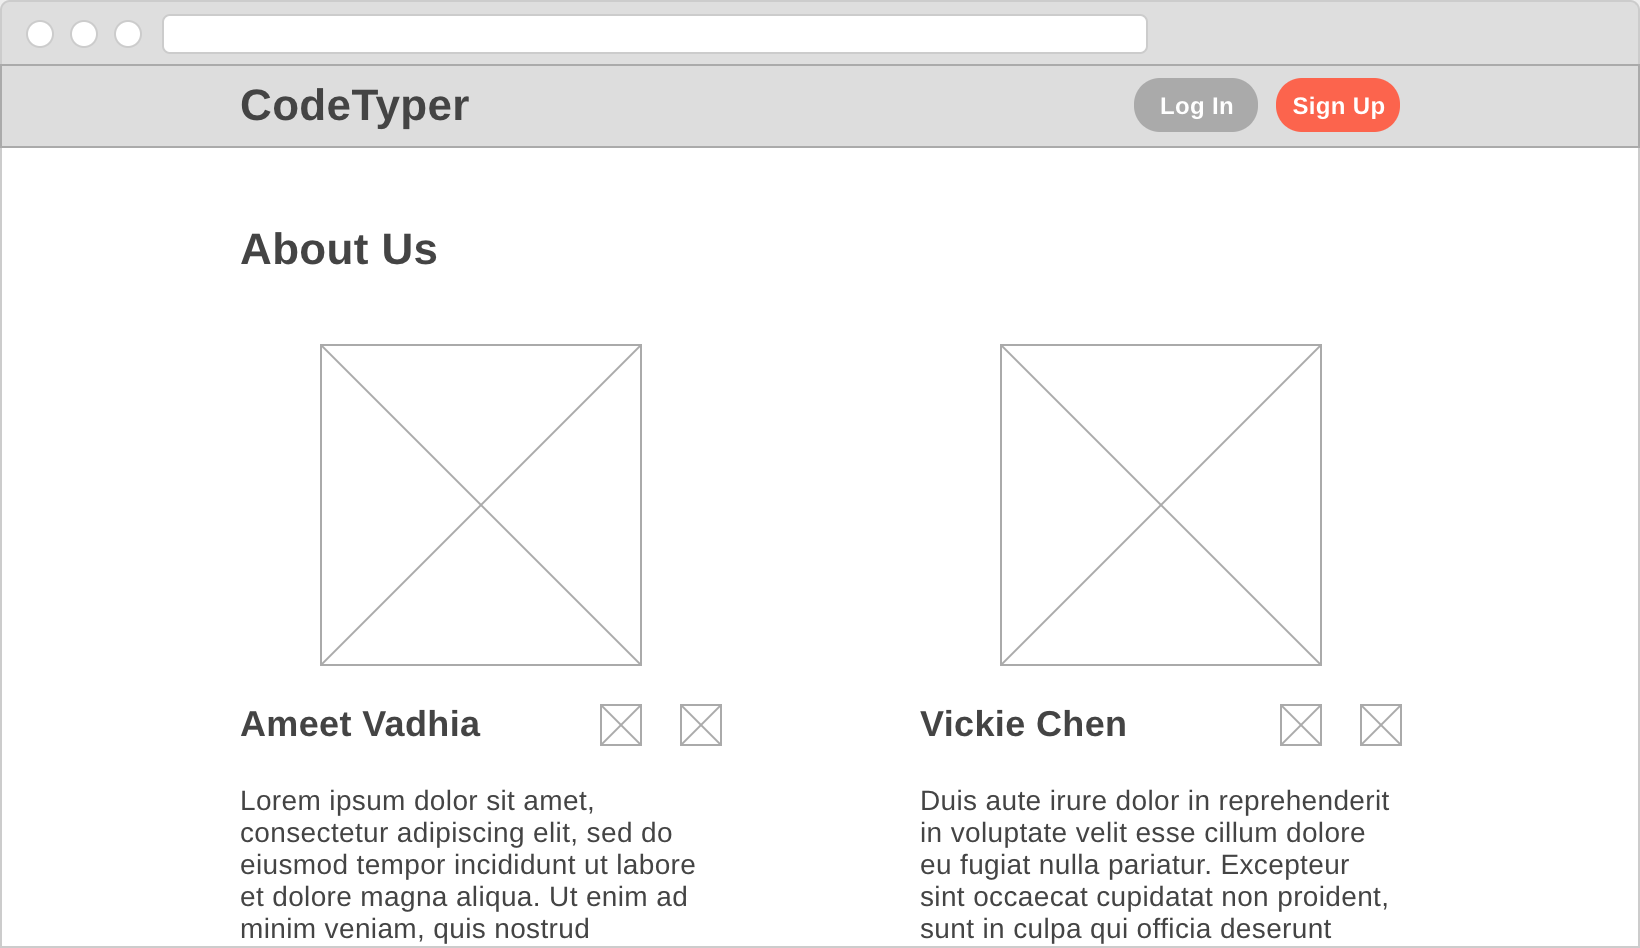 CodeTyper
Log In
Sign Up
About Us
Ameet Vadhia
Lorem ipsum dolor sit amet,
consectetur adipiscing elit, sed do
eiusmod tempor incididunt ut labore
et dolore magna aliqua. Ut enim ad
minim veniam, quis nostrud
Vickie Chen
Duis aute irure dolor in reprehenderit
in voluptate velit esse cillum dolore
eu fugiat nulla pariatur. Excepteur
sint occaecat cupidatat non proident,
sunt in culpa qui officia deserunt